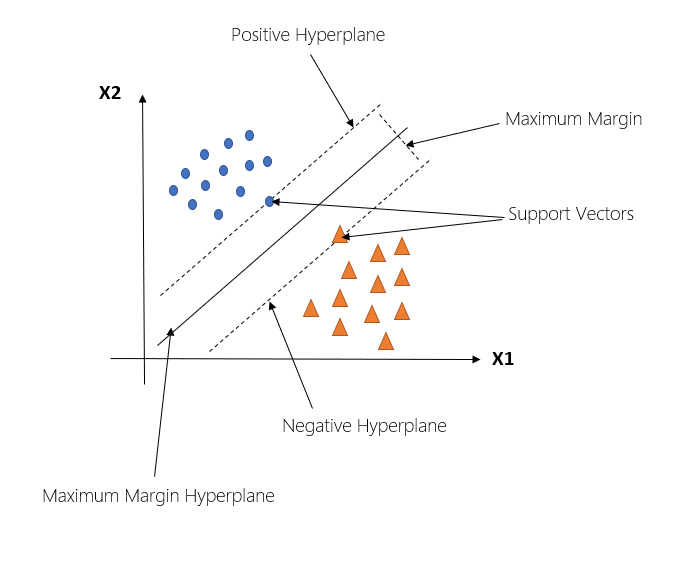 Positive Hyperplane
X2
Maximum Margin
Support Vectors
X1
Negative Hyperplane
Maximum Margin Hyperplane